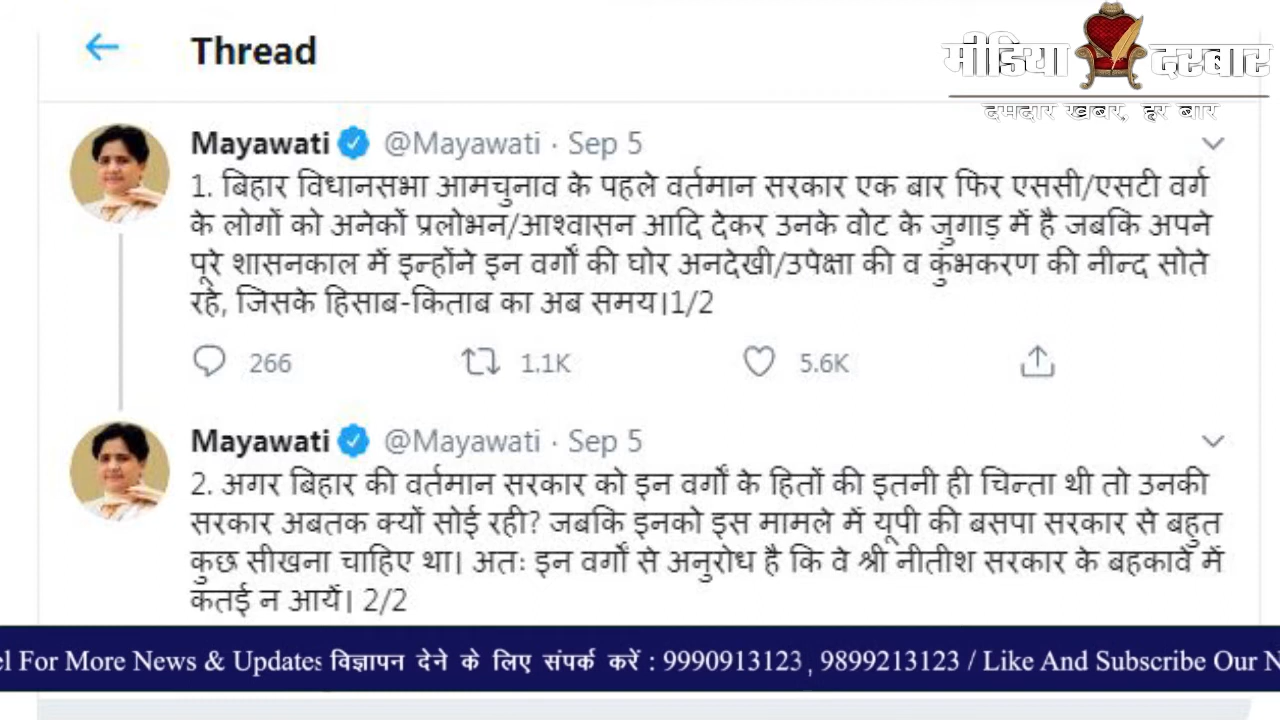 Thread
मीडिया दरबार
दमदार खबर, हर बार
Mayawati @Mayawati · Sep 5
1. बिहार विधानसभा आमचुनाव के पहले वर्तमान सरकार एक बार फिर एससी/एसटी वर्ग
के लोगों को अनेकों प्रलोभन/आश्वासन आदि देकर उनके वोट के जुगाड़ में है जबकि अपने
पूरे शासनकाल में इन्होंने इन वर्गों की घोर अनदेखी/उपेक्षा की व कुंभकरण की नीन्द सोते
रहे, जिसके हिसाब-किताब का अब समय।1/2
266 1.1K 5.6K
Mayawati @Mayawati · Sep 5
2. अगर बिहार की वर्तमान सरकार को इन वर्गों के हितों की इतनी ही चिन्ता थी तो उनकी
सरकार अबतक क्यों सोई रही? जबकि इनको इस मामले में यूपी की बसपा सरकार से बहुत
कुछ सीखना चाहिए था। अतः इन वर्गों से अनुरोध है कि वे श्री नीतीश सरकार के बहकावे में
कतई न आयें। 2/2
el For More News & Updates विज्ञापन देने के लिए संपर्क करें : 9990913123 , 9899213123 / Like And Subscribe Our N